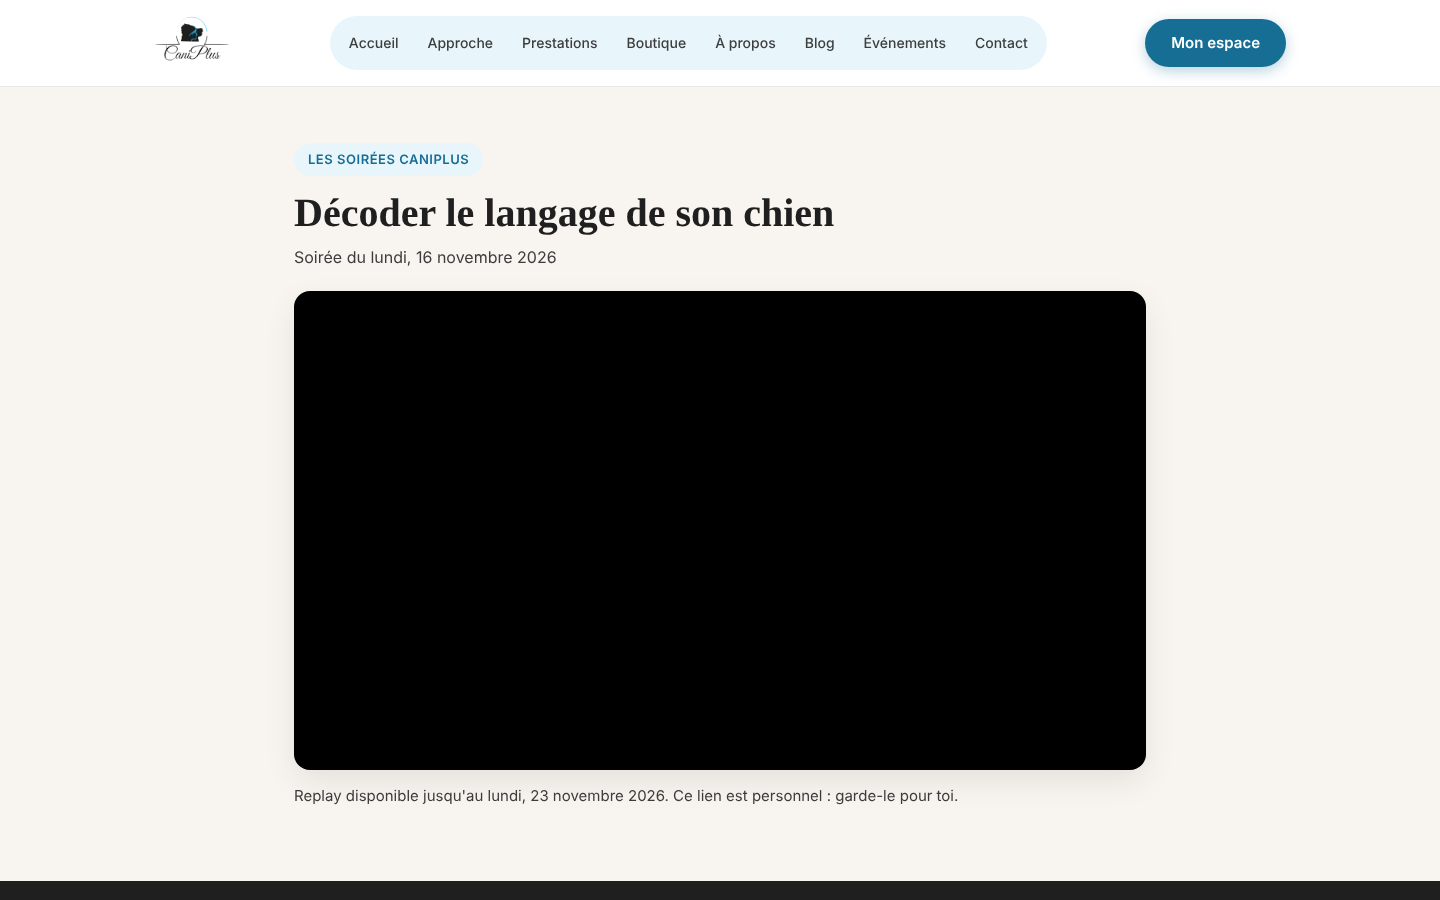 CaniPlus
Accueil
Approche
Prestations
Boutique
À propos
Blog
Événements
Contact
Mon espace
LES SOIRÉES CANIPLUS
Décoder le langage de son chien
Soirée du lundi, 16 novembre 2026
Replay disponible jusqu'au lundi, 23 novembre 2026. Ce lien est personnel : garde-le pour toi.